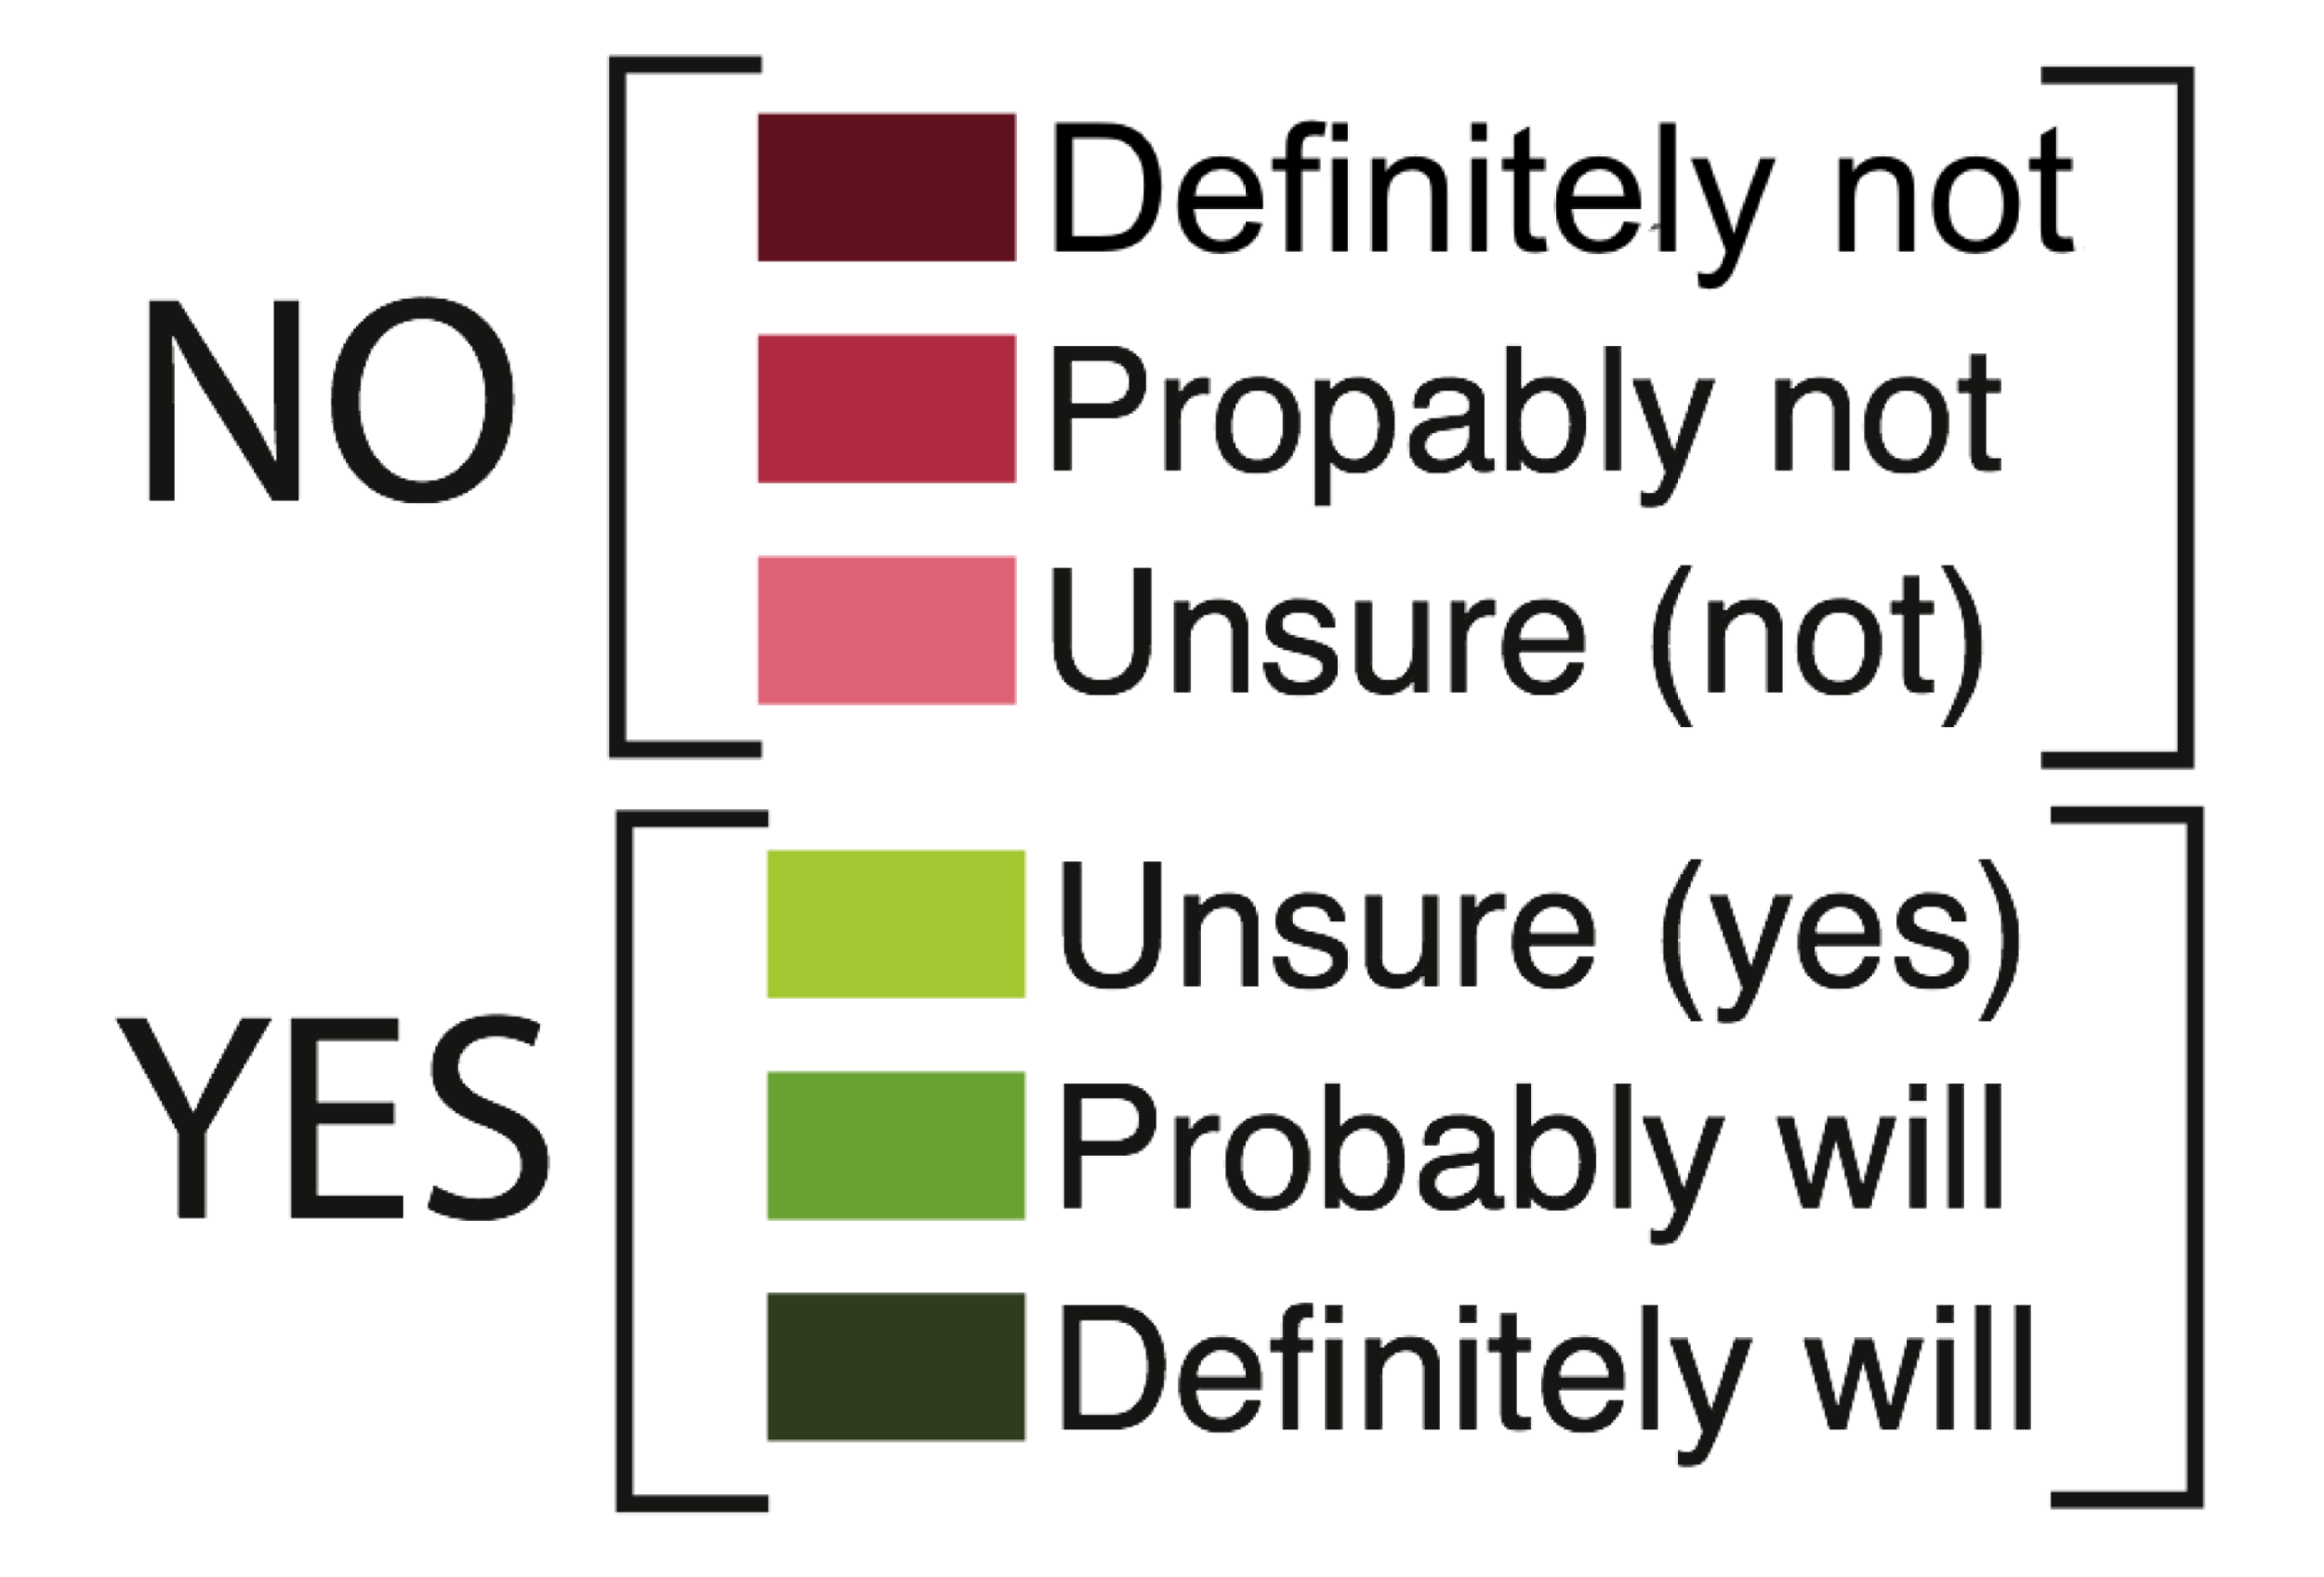 NO
Definitely not
Propably not
Unsure (not)
YES
Unsure (yes)
Probably will
Definitely will